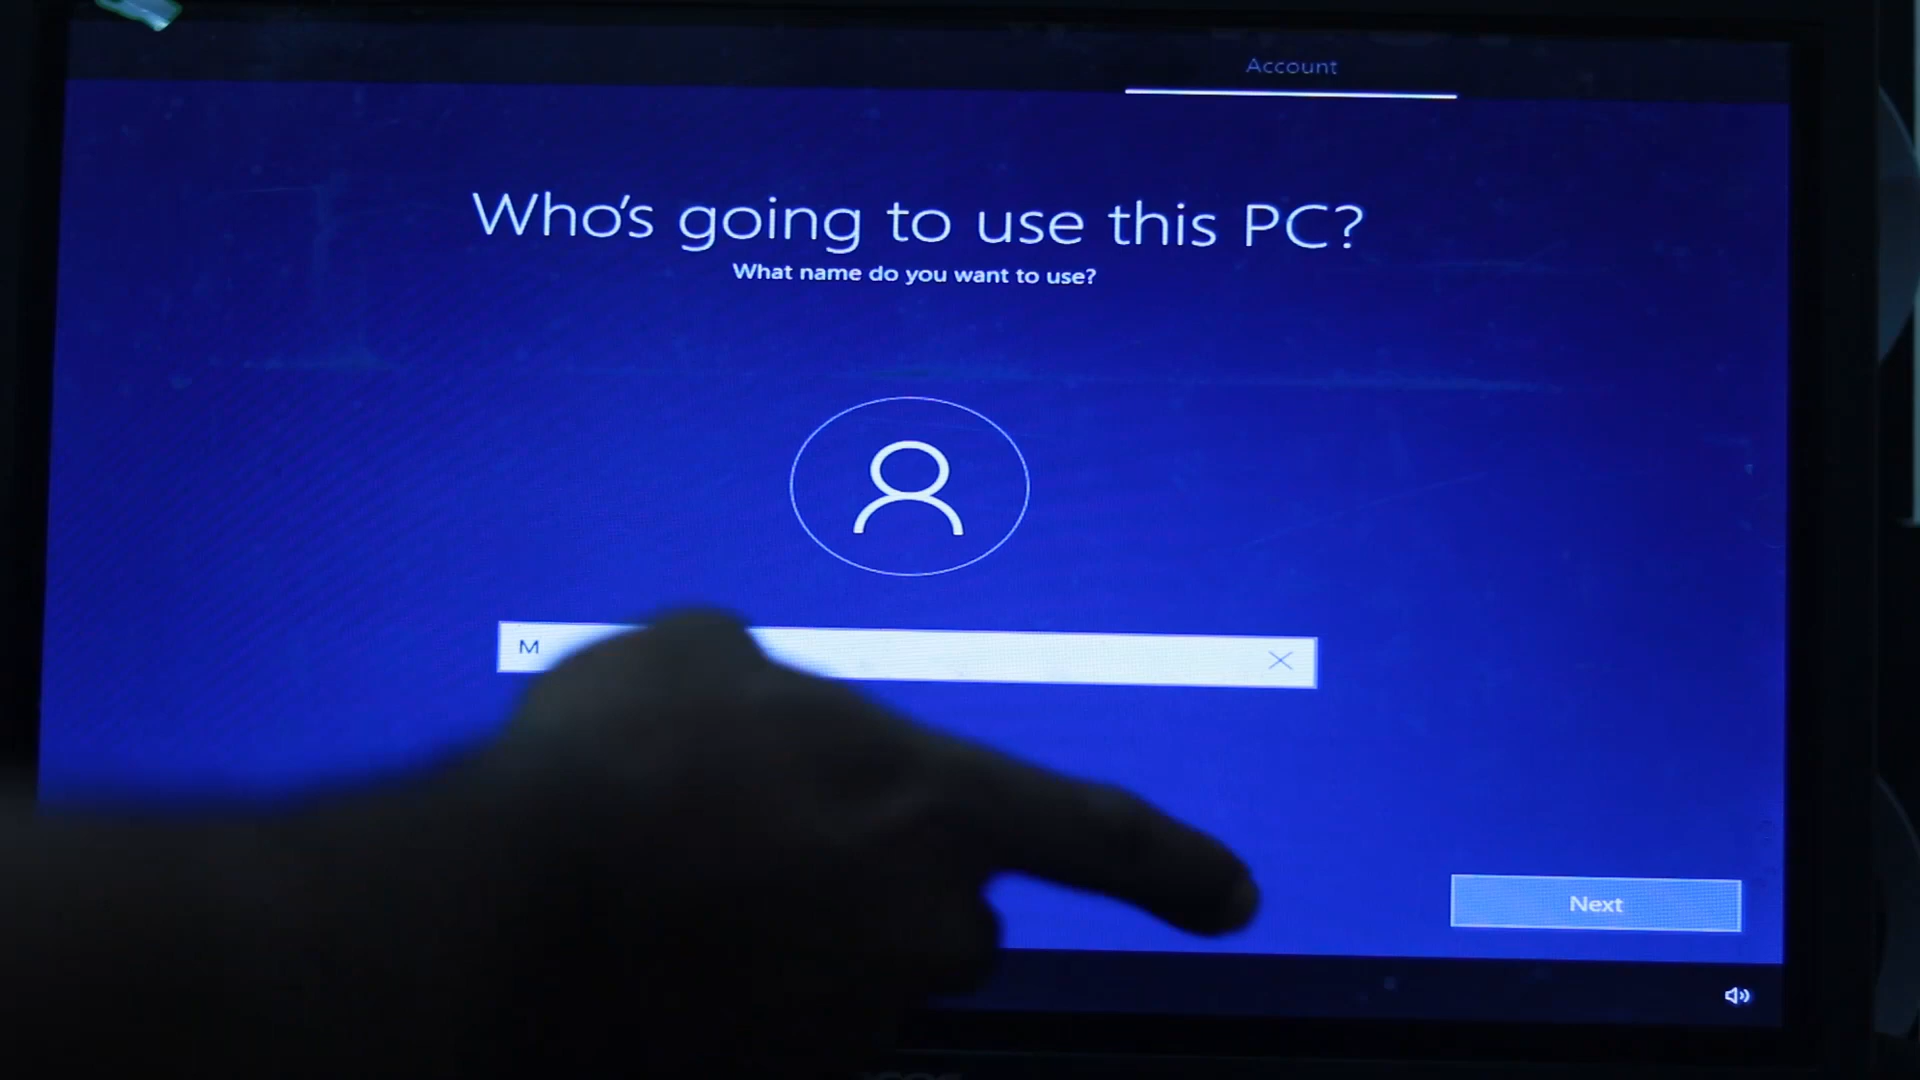 Account
Who's going to use this PC?
What name do you want to use?
M
Next